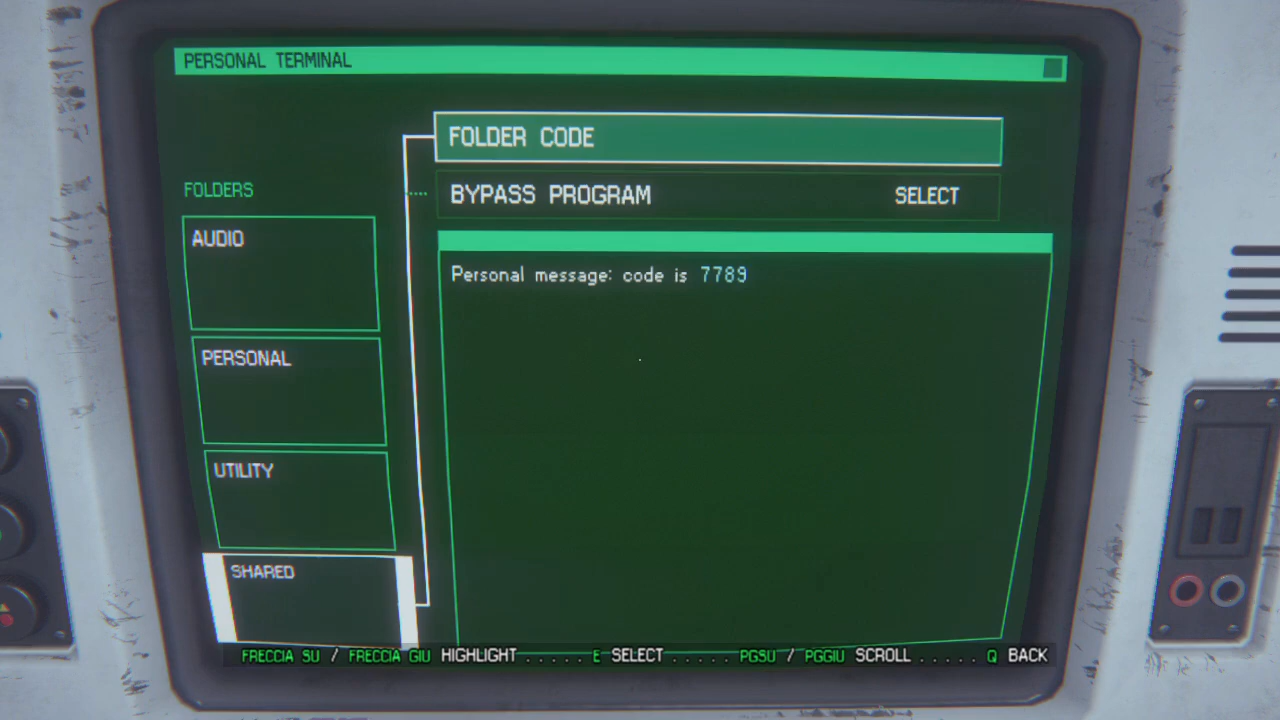 PERSONAL TERMINAL
FOLDER CODE
BYPASS PROGRAM SELECT
FOLDERS
AUDIO
PERSONAL
UTILITY
SHARED
Personal message: code is 7789
FRECCIA SU / FRECCIA GIU HIGHLIGHT . . . . . E SELECT . . . . . PGSU / PGGIU SCROLL . . . . . Q BACK